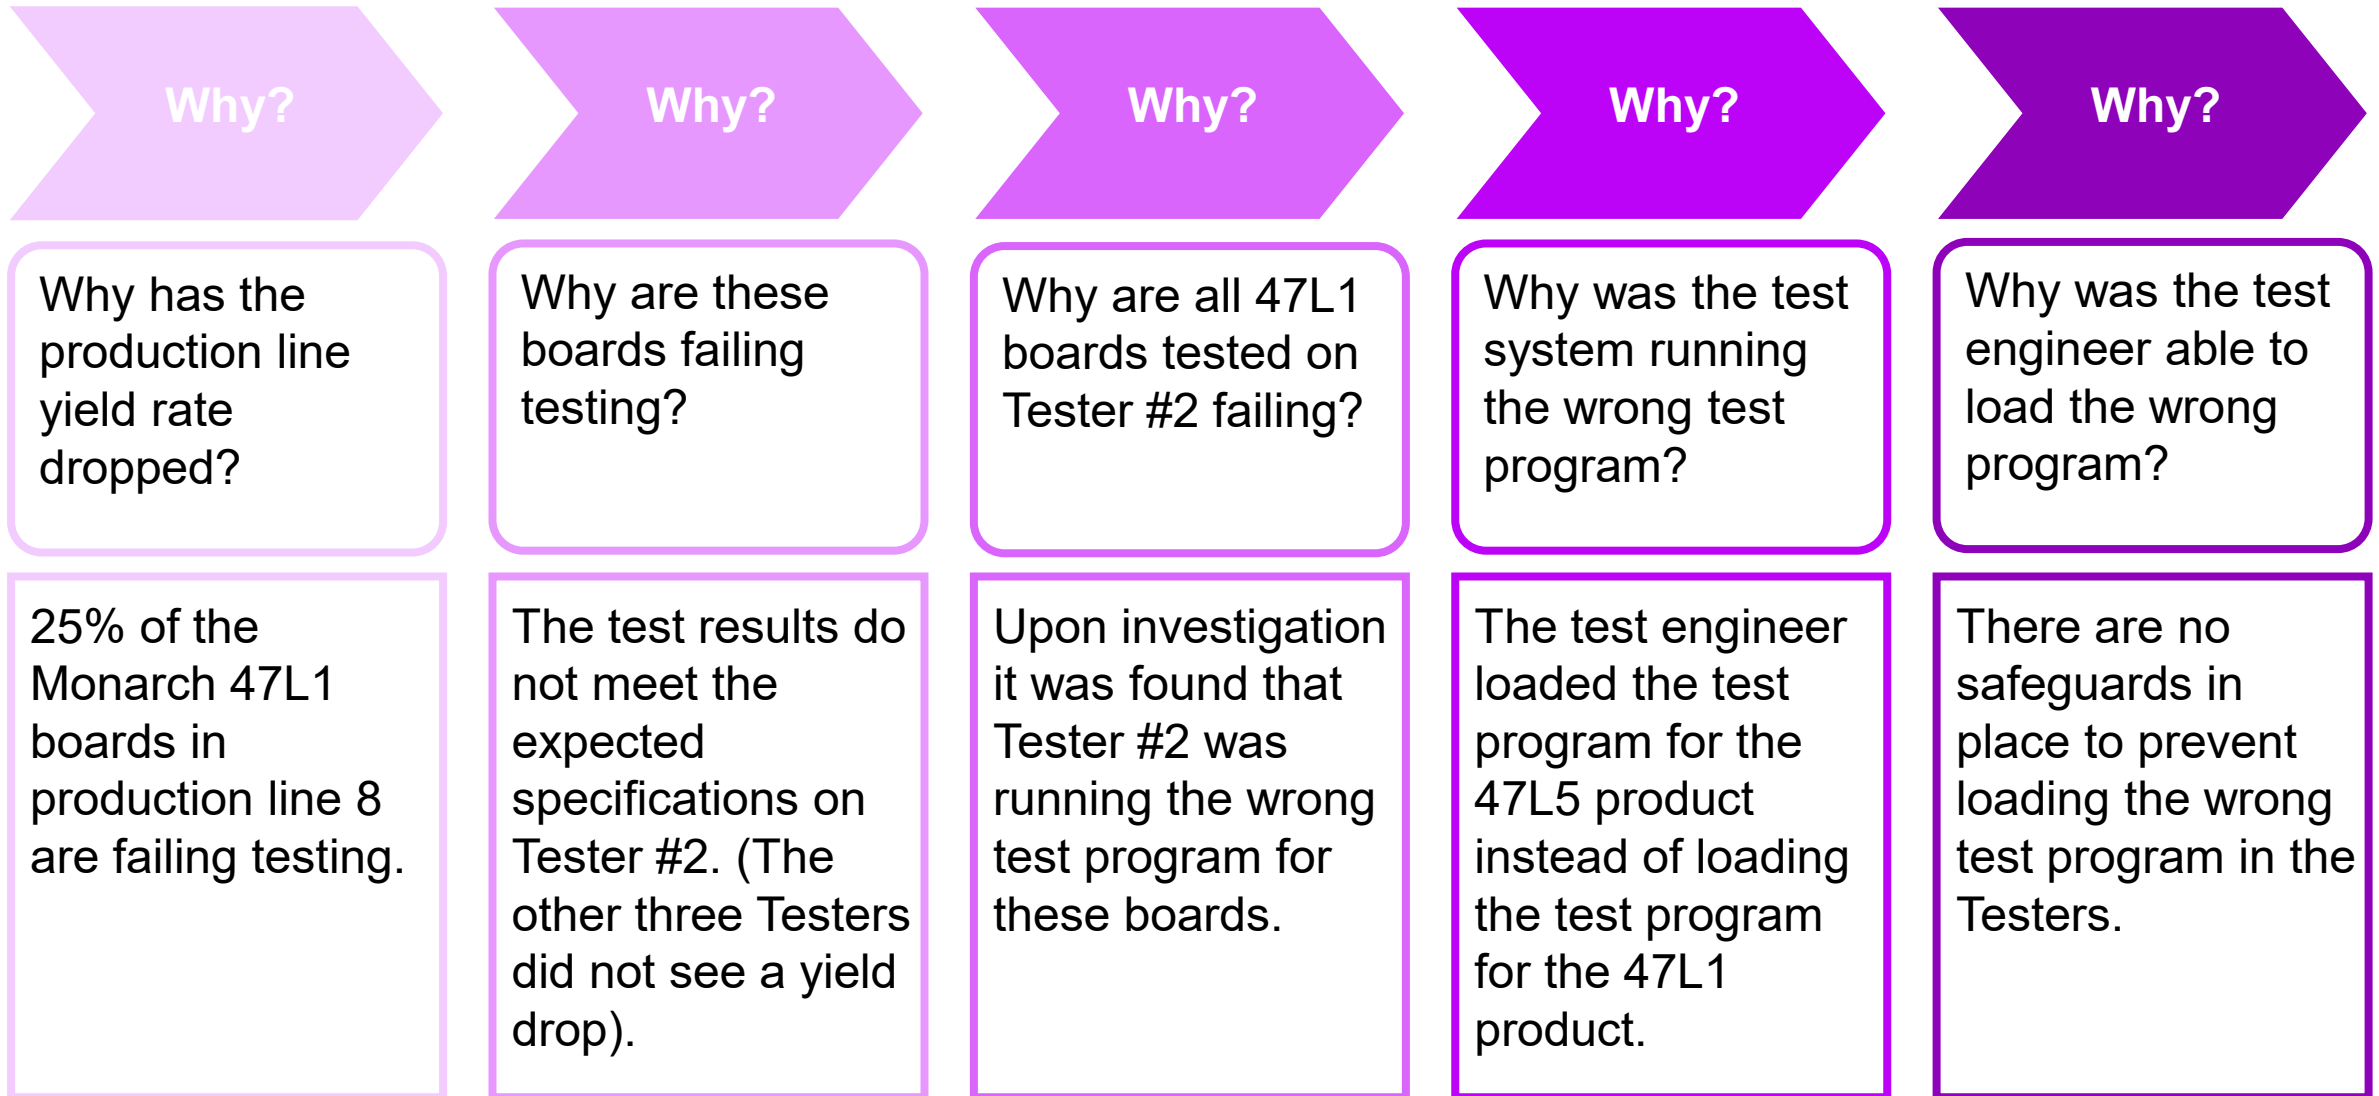 Why?
Why?
Why?
Why?
Why?
Why has the
production line
yield rate
dropped?
Why are these
boards failing
testing?
Why are all 47L1
boards tested on
Tester #2 failing?
Why was the test
system running
the wrong test
program?
Why was the test
engineer able to
load the wrong
program?
25% of the
Monarch 47L1
boards in
production line 8
are failing testing.
The test results do
not meet the
expected
specifications on
Tester #2. (The
other three Testers
did not see a yield
drop).
Upon investigation
it was found that
Tester #2 was
running the wrong
test program for
these boards.
The test engineer
loaded the test
program for the
47L5 product
instead of loading
the test program
for the 47L1
product.
There are no
safeguards in
place to prevent
loading the wrong
test program in the
Testers.